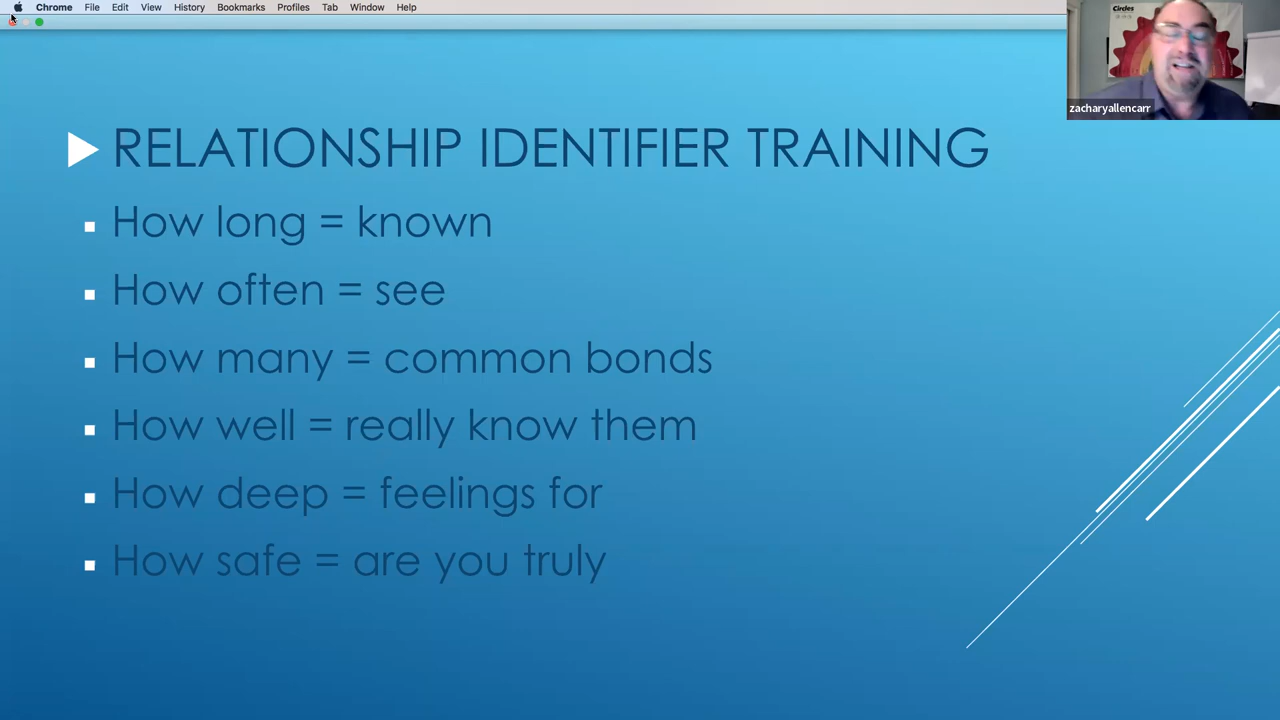 Chrome File Edit View History Bookmarks Profiles Tab Window Help
Circles
zacharyallencarr
RELATIONSHIP IDENTIFIER TRAINING
How long = known
How often = see
How many = common bonds
How well = really know them
How deep = feelings for
How safe = are you truly